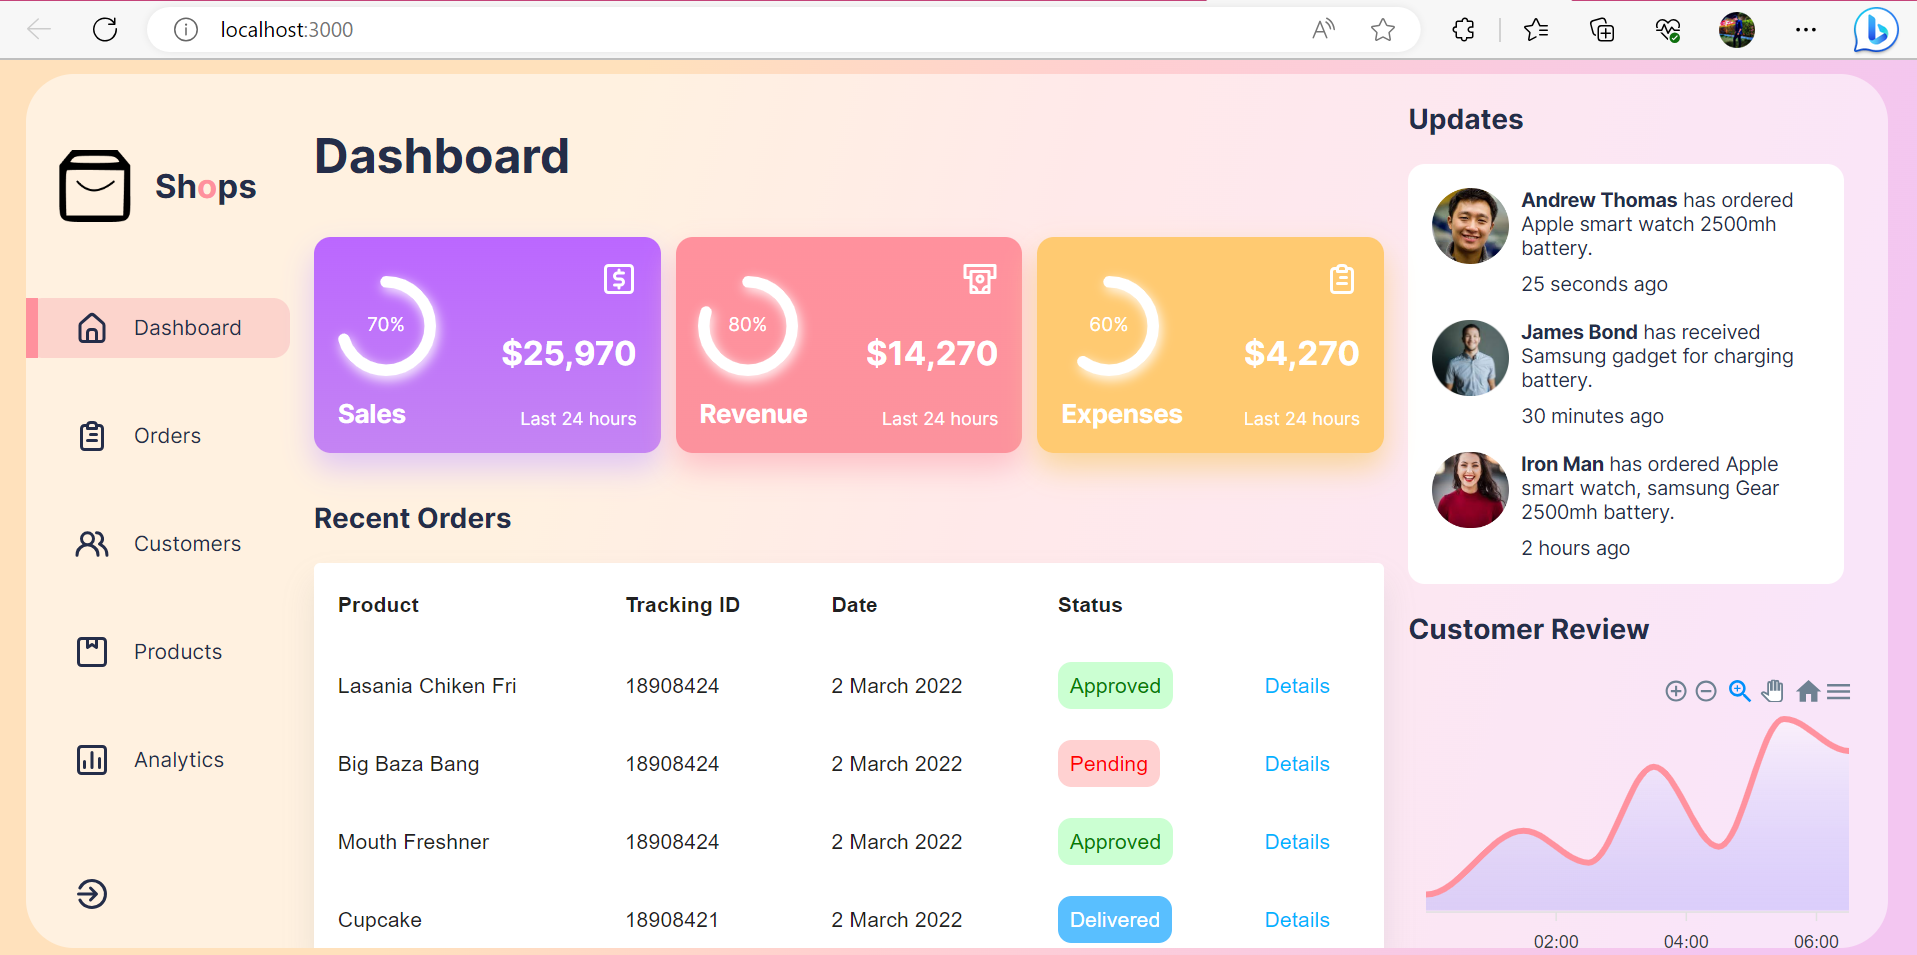 localhost:3000
Shops
Dashboard
Orders
Customers
Products
Analytics
Dashboard
70%
$25,970
Sales
Last 24 hours
80%
$14,270
Revenue
Last 24 hours
60%
$4,270
Expenses
Last 24 hours
Recent Orders
Product Tracking ID Date Status
Lasania Chiken Fri 18908424 2 March 2022 Approved Details
Big Baza Bang 18908424 2 March 2022 Pending Details
Mouth Freshner 18908424 2 March 2022 Approved Details
Cupcake 18908421 2 March 2022 Delivered Details
Updates
Andrew Thomas has ordered
Apple smart watch 2500mh
battery.
25 seconds ago
James Bond has received
Samsung gadget for charging
battery.
30 minutes ago
Iron Man has ordered Apple
smart watch, samsung Gear
2500mh battery.
2 hours ago
Customer Review
02:00 04:00 06:00